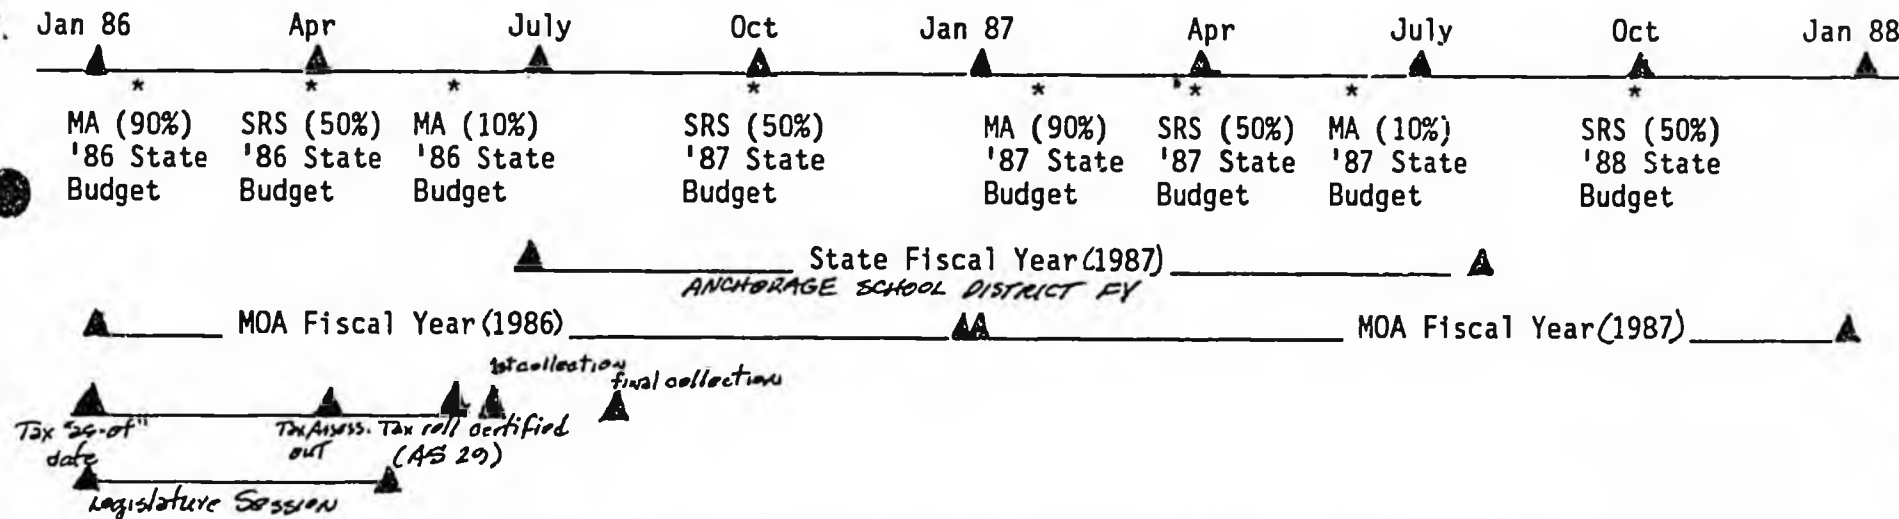 Jan 86 Apr July Oct Jan 87 Apr July Oct Jan 88
* * * * * * * *
MA (90%) SRS (50%) MA (10%) SRS (50%) MA (90%) SRS (50%) MA (10%) SRS (50%)
'86 State '86 State '86 State '87 State '87 State '87 State '87 State '88 State
Budget Budget Budget Budget Budget Budget Budget Budget
State Fiscal Year (1987)
ANCHORAGE SCHOOL DISTRICT FY
MOA Fiscal Year (1986) MOA Fiscal Year (1987)
1st collection
final collection
Tax "as-of" Tax Assess. Tax roll certified
date out (AS 29)
Legislature Session